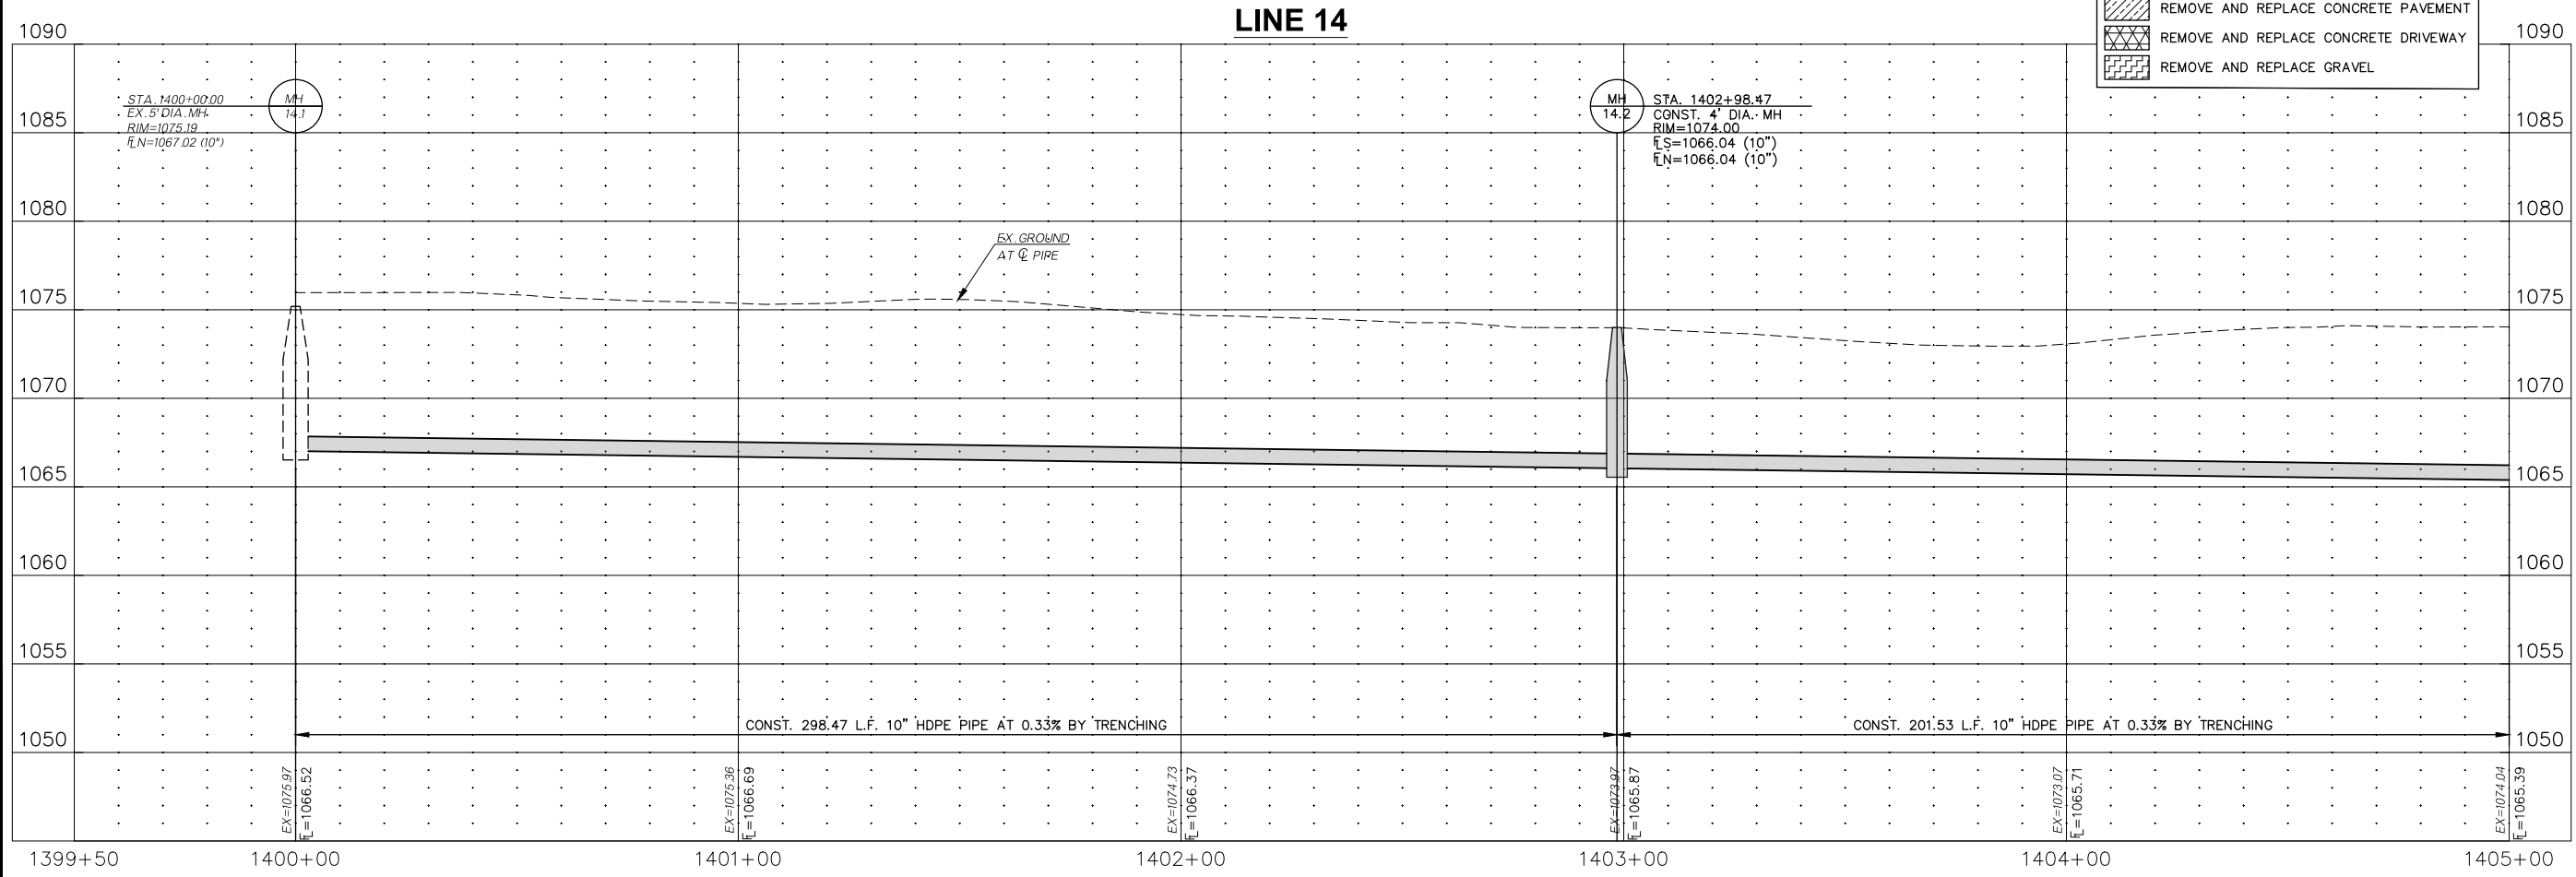 LINE 14
REMOVE AND REPLACE CONCRETE PAVEMENT
REMOVE AND REPLACE CONCRETE DRIVEWAY
REMOVE AND REPLACE GRAVEL
1090
1090
STA. 1400+00.00
EX. 5' DIA. MH
RIM=1075.19
FL N=1067.02 (10")
MH
14.1
MH
14.2
STA. 1402+98.47
CONST. 4' DIA. MH
RIM=1074.00
FL S=1066.04 (10")
FL N=1066.04 (10")
1085
1085
1080
1080
EX. GROUND
AT CL PIPE
1075
1075
1070
1070
1065
1065
1060
1060
1055
1055
CONST. 298.47 L.F. 10" HDPE PIPE AT 0.33% BY TRENCHING
CONST. 201.53 L.F. 10" HDPE PIPE AT 0.33% BY TRENCHING
1050
1050
EX=1075.97
FL=1066.52
EX=1075.36
FL=1066.69
EX=1074.73
FL=1066.37
EX=1073.97
FL=1065.87
EX=1073.07
FL=1065.71
EX=1074.04
FL=1065.39
1399+50
1400+00
1401+00
1402+00
1403+00
1404+00
1405+00